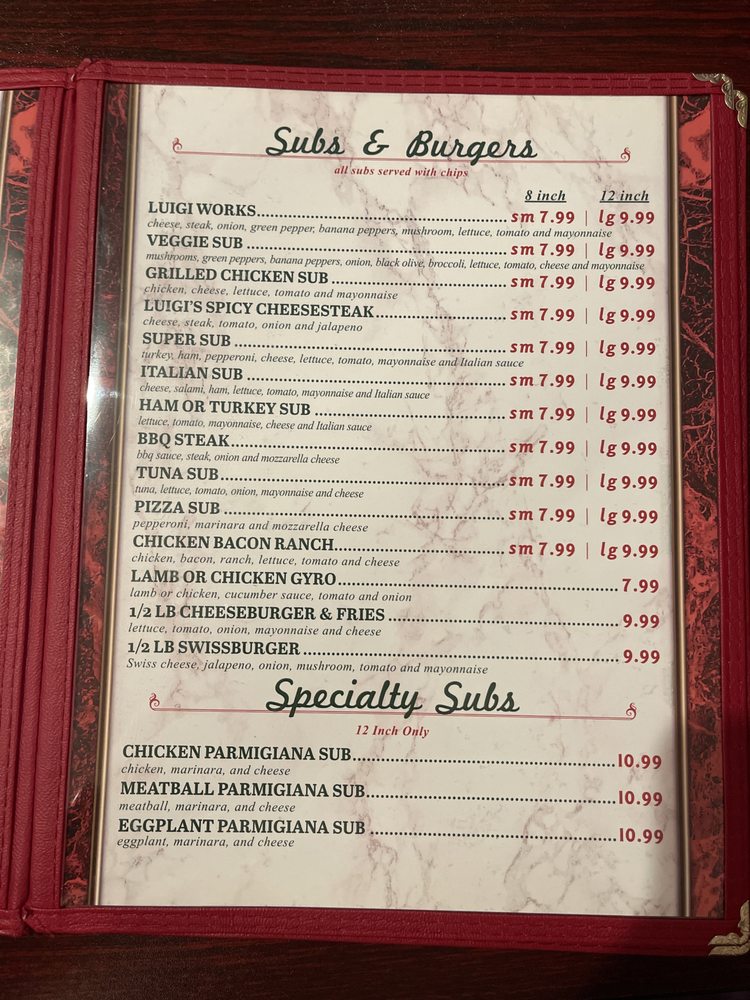 Subs & Burgers
all subs served with chips
8 inch 12 inch
LUIGI WORKS sm 7.99 | lg 9.99
cheese, steak, onion, green pepper, banana peppers, mushroom, lettuce, tomato and mayonnaise
VEGGIE SUB sm 7.99 | lg 9.99
mushrooms, green peppers, banana peppers, onion, black olive, broccoli, lettuce, tomato, cheese and mayonnaise
GRILLED CHICKEN SUB sm 7.99 | lg 9.99
chicken, cheese, lettuce, tomato and mayonnaise
LUIGI'S SPICY CHEESESTEAK sm 7.99 | lg 9.99
cheese, steak, tomato, onion and jalapeno
SUPER SUB sm 7.99 | lg 9.99
turkey, ham, pepperoni, cheese, lettuce, tomato, mayonnaise and Italian sauce
ITALIAN SUB sm 7.99 | lg 9.99
cheese, salami, ham, lettuce, tomato, mayonnaise and Italian sauce
HAM OR TURKEY SUB sm 7.99 | lg 9.99
lettuce, tomato, mayonnaise, cheese and Italian sauce
BBQ STEAK sm 7.99 | lg 9.99
bbq sauce, steak, onion and mozzarella cheese
TUNA SUB sm 7.99 | lg 9.99
tuna, lettuce, tomato, onion, mayonnaise and cheese
PIZZA SUB sm 7.99 | lg 9.99
pepperoni, marinara and mozzarella cheese
CHICKEN BACON RANCH sm 7.99 | lg 9.99
chicken, bacon, ranch, lettuce, tomato and cheese
LAMB OR CHICKEN GYRO 7.99
lamb or chicken, cucumber sauce, tomato and onion
1/2 LB CHEESEBURGER & FRIES 9.99
lettuce, tomato, onion, mayonnaise and cheese
1/2 LB SWISSBURGER 9.99
Swiss cheese, jalapeno, onion, mushroom, tomato and mayonnaise
Specialty Subs
12 Inch Only
CHICKEN PARMIGIANA SUB 10.99
chicken, marinara, and cheese
MEATBALL PARMIGIANA SUB 10.99
meatball, marinara, and cheese
EGGPLANT PARMIGIANA SUB 10.99
eggplant, marinara, and cheese